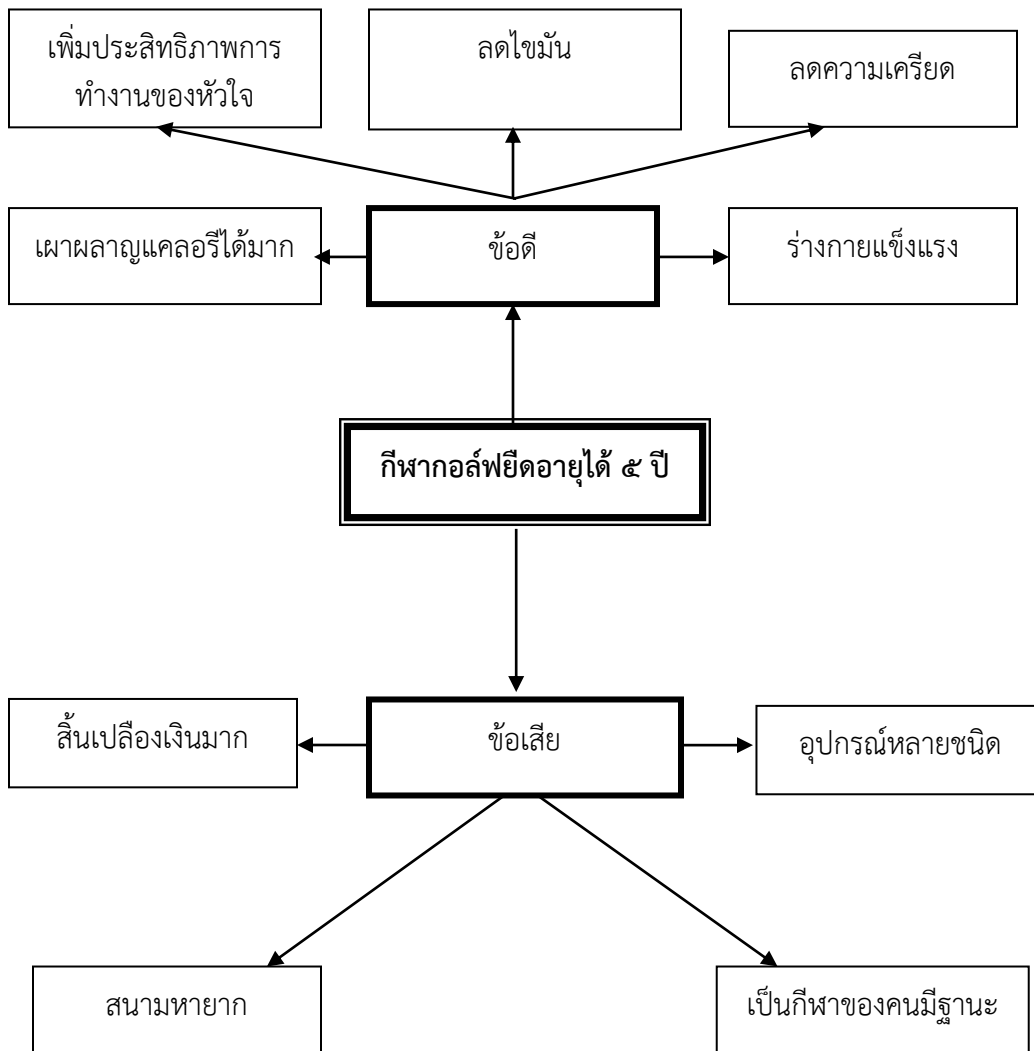 เพิ่มประสิทธิภาพการ
ทำงานของหัวใจ
ลดไขมัน
ลดความเครียด
เผาผลาญแคลอรีได้มาก
ข้อดี
ร่างกายแข็งแรง
กีฬากอล์ฟยืดอายุได้ ๕ ปี
สิ้นเปลืองเงินมาก
ข้อเสีย
อุปกรณ์หลายชนิด
สนามหายาก
เป็นกีฬาของคนมีฐานะ